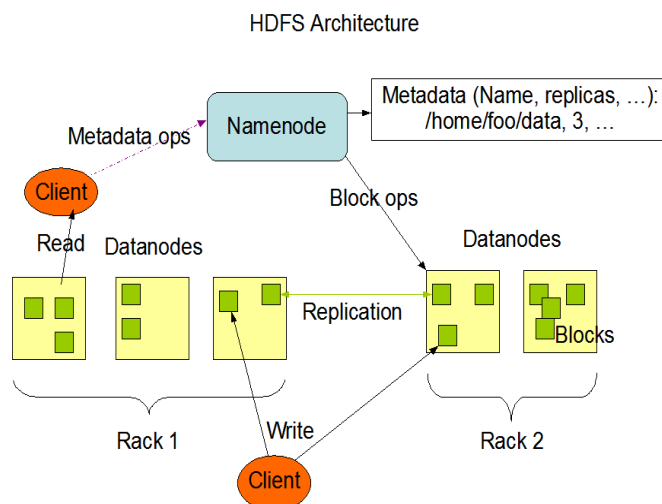 HDFS Architecture
Metadata (Name, replicas, ...):
/home/foo/data, 3, ...
Namenode
Metadata ops
Client
Block ops
Read
Datanodes
Datanodes
Replication
Blocks
Rack 1
Write
Rack 2
Client